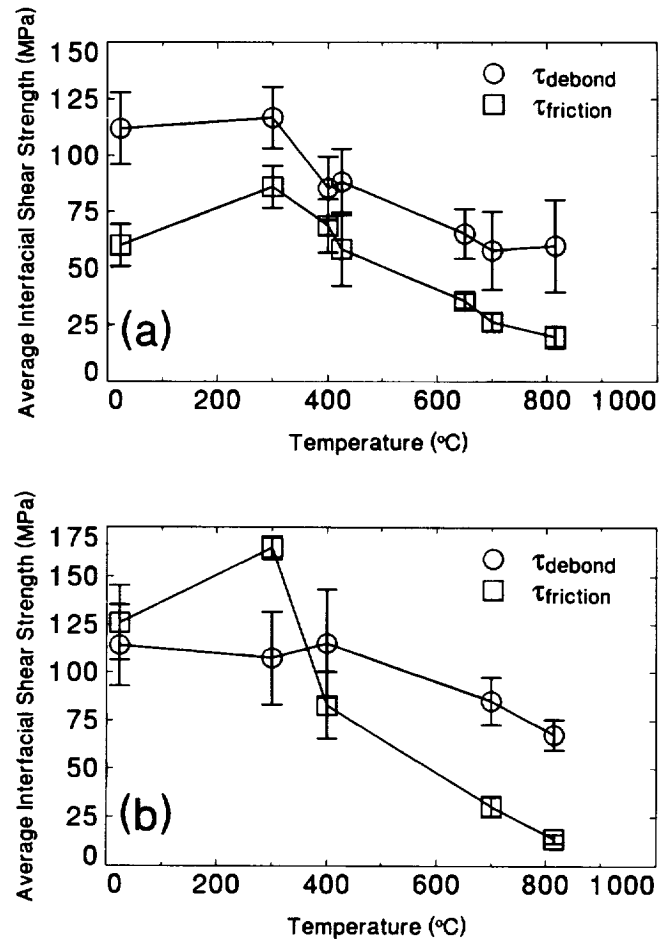 Average Interfacial Shear Strength (MPa)
150
125
100
75
50
25
0
τdebond
τfriction
(a)
0 200 400 600 800 1000
Temperature (ºC)
Average Interfacial Shear Strength (MPa)
175
150
125
100
75
50
25
0
τdebond
τfriction
(b)
0 200 400 600 800 1000
Temperature (ºC)